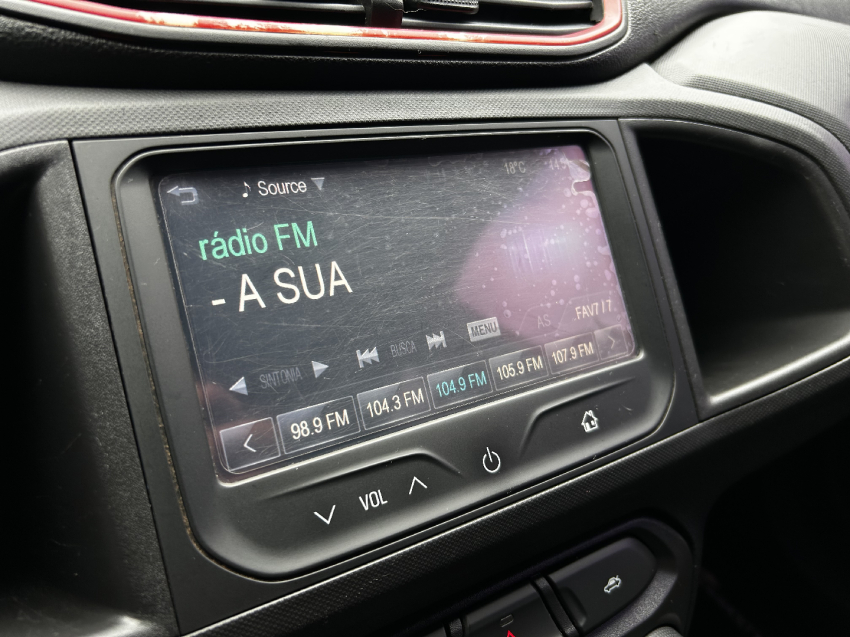 Source
18°C
rádio FM
- A SUA
FAV7/7
SINTONIA
BUSCA
MENU
AS
98.9 FM
104.3 FM
104.9 FM
105.9 FM
107.9 FM
VOL